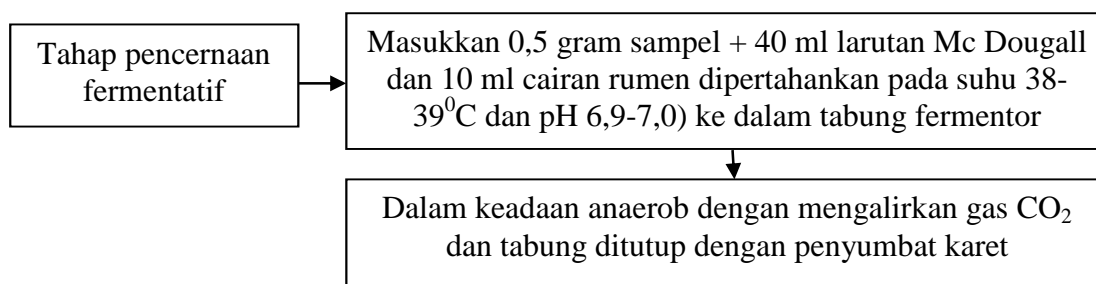 Tahap pencernaan
fermentatif
Masukkan 0,5 gram sampel + 40 ml larutan Mc Dougall
dan 10 ml cairan rumen dipertahankan pada suhu 38-
39⁰C dan pH 6,9-7,0) ke dalam tabung fermentor
Dalam keadaan anaerob dengan mengalirkan gas CO₂
dan tabung ditutup dengan penyumbat karet